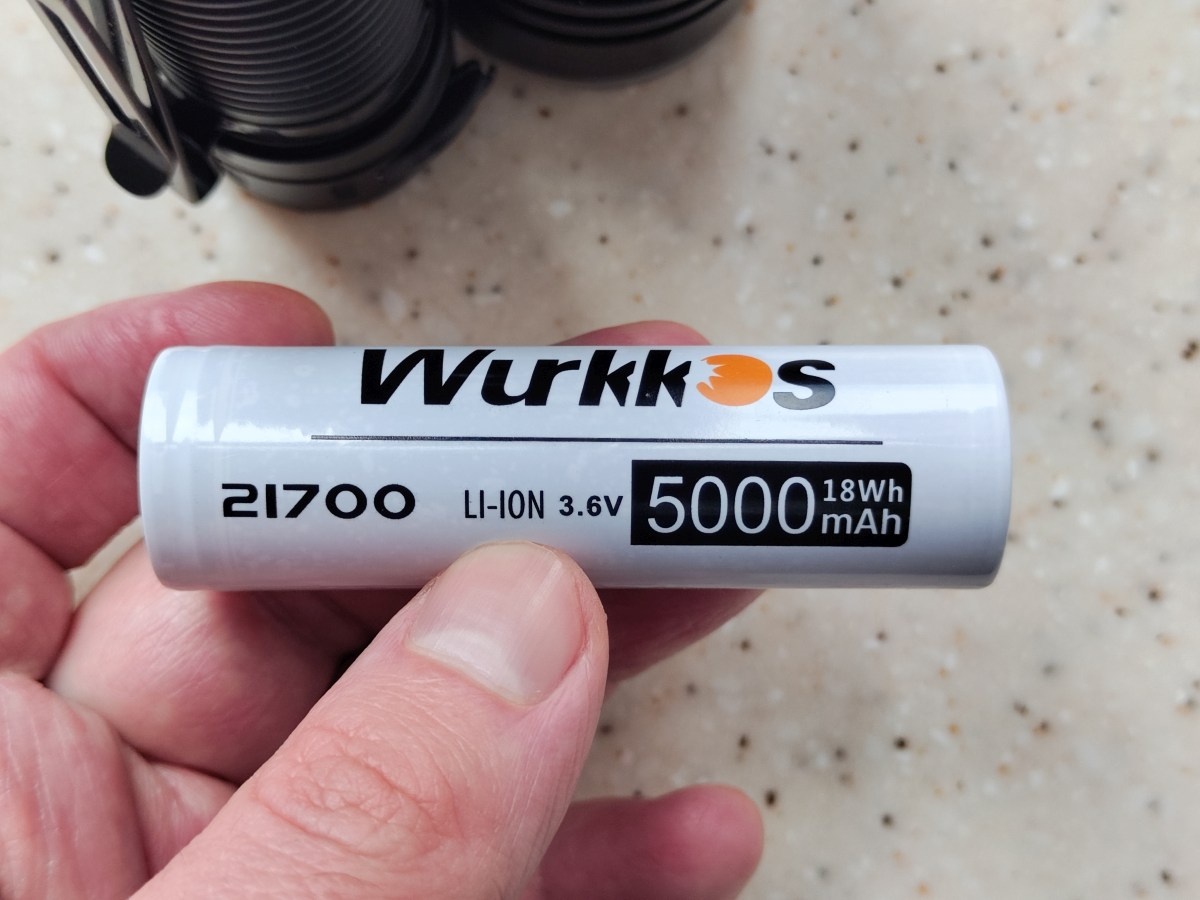 Wurkkos
21700 LI-ION 3.6V 5000 18Wh
mAh